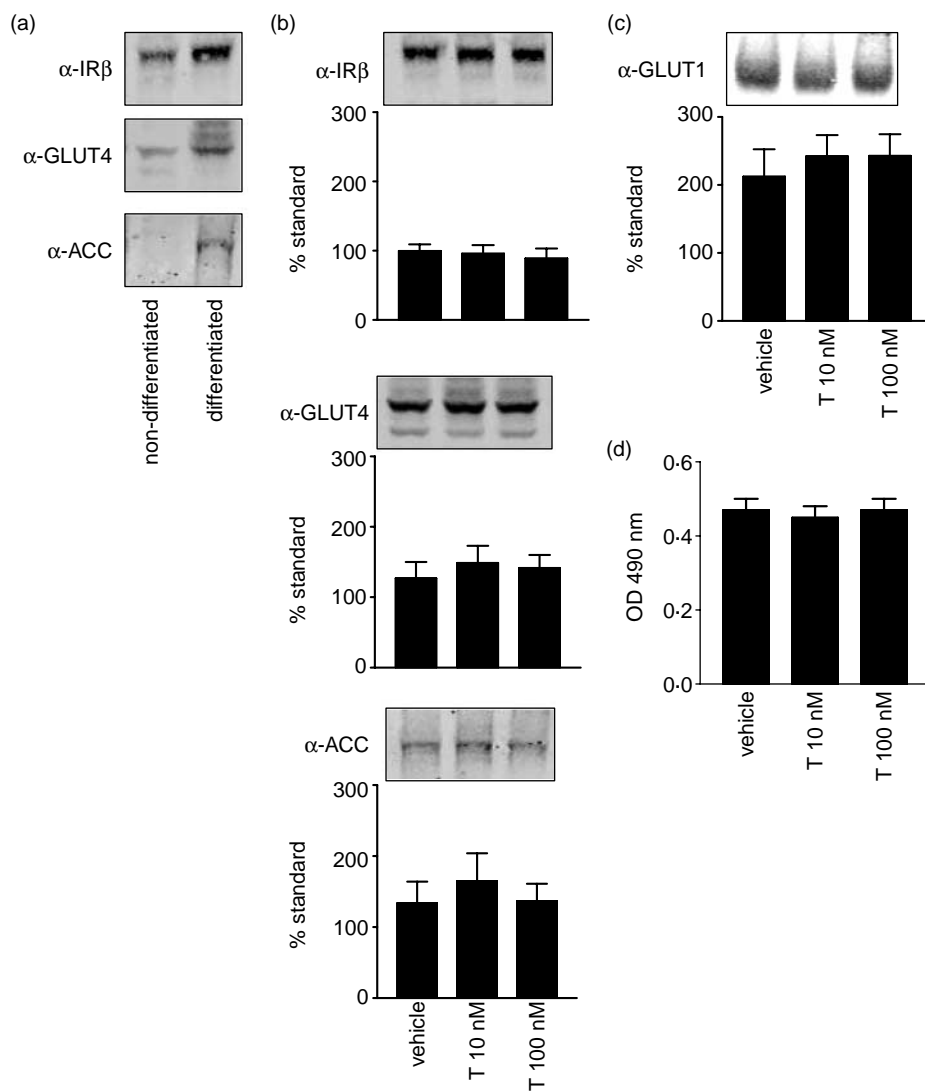 (a)
α-IRβ
α-GLUT4
α-ACC
non-differentiated
differentiated
(b)
α-IRβ
300
200
100
0
% standard
α-GLUT4
300
200
100
0
% standard
α-ACC
300
200
100
0
% standard
vehicle
T 10 nM
T 100 nM
(c)
α-GLUT1
300
200
100
0
% standard
vehicle
T 10 nM
T 100 nM
(d)
0·6
0·4
0·2
0·0
OD 490 nm
vehicle
T 10 nM
T 100 nM